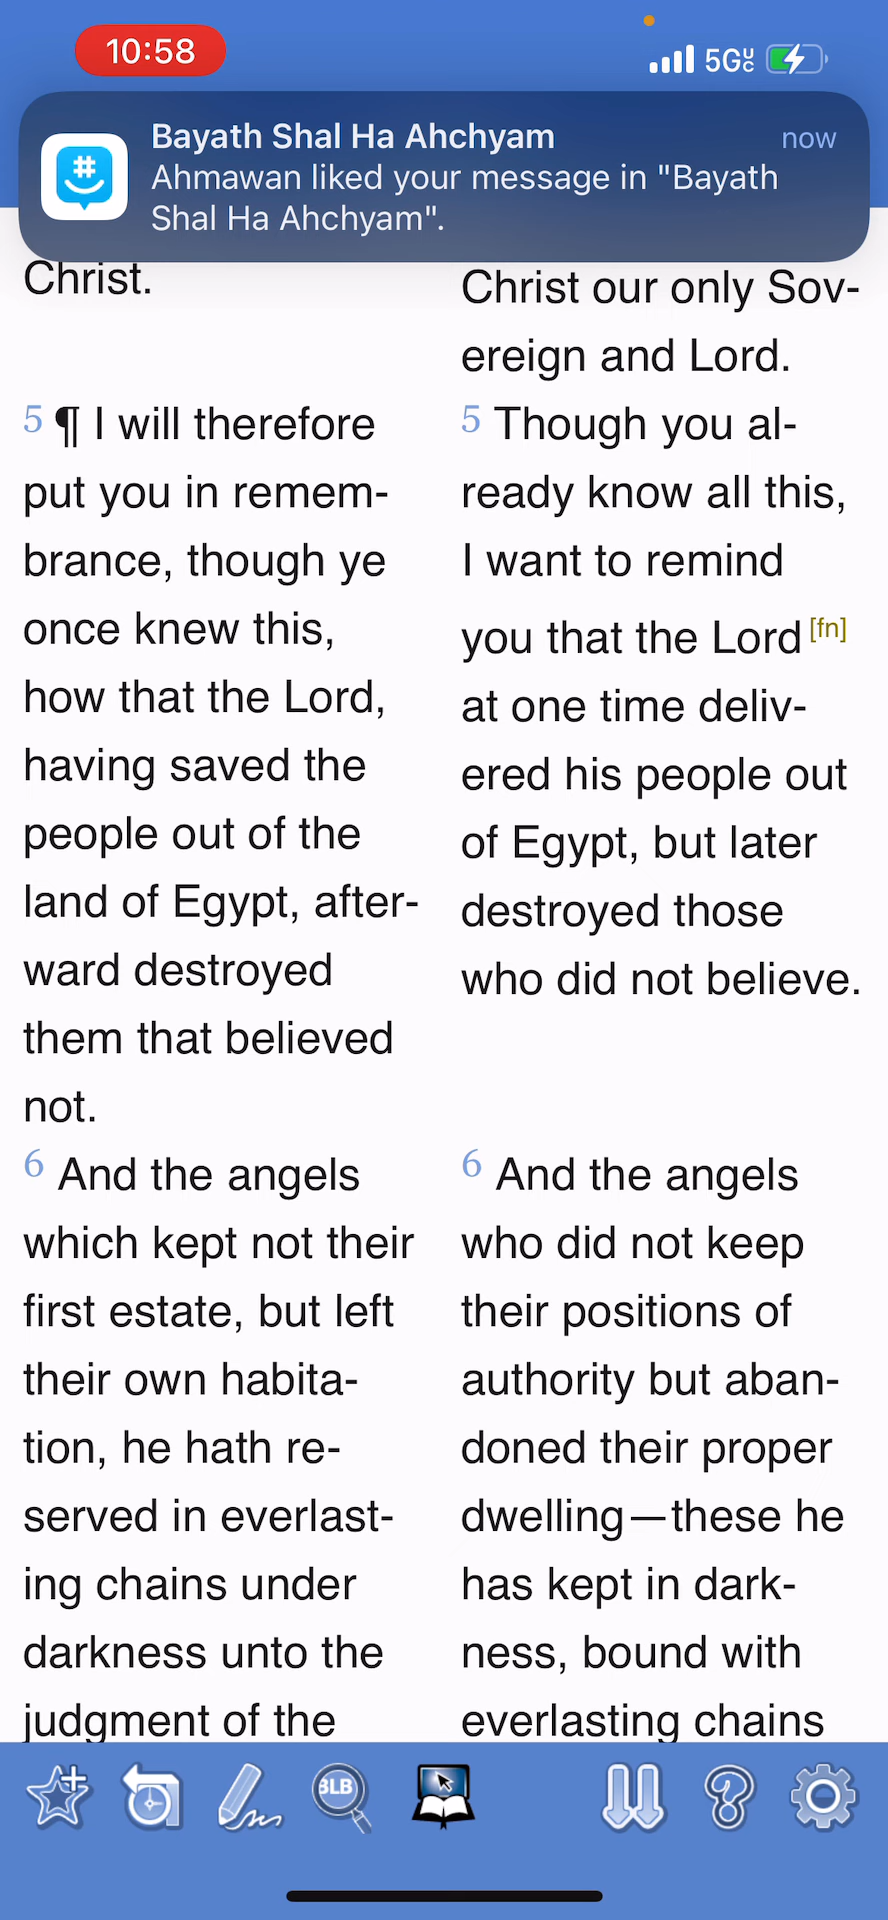 10:58
5G UC
Bayath Shal Ha Ahchyam
now
Ahmawan liked your message in "Bayath
Shal Ha Ahchyam".
Christ.
5 ¶ I will therefore
put you in remem-
brance, though ye
once knew this,
how that the Lord,
having saved the
people out of the
land of Egypt, after-
ward destroyed
them that believed
not.
6 And the angels
which kept not their
first estate, but left
their own habita-
tion, he hath re-
served in everlast-
ing chains under
darkness unto the
judgment of the
Christ our only Sov-
ereign and Lord.
5 Though you al-
ready know all this,
I want to remind
you that the Lord [fn]
at one time deliv-
ered his people out
of Egypt, but later
destroyed those
who did not believe.
6 And the angels
who did not keep
their positions of
authority but aban-
doned their proper
dwelling—these he
has kept in dark-
ness, bound with
everlasting chains
BLB